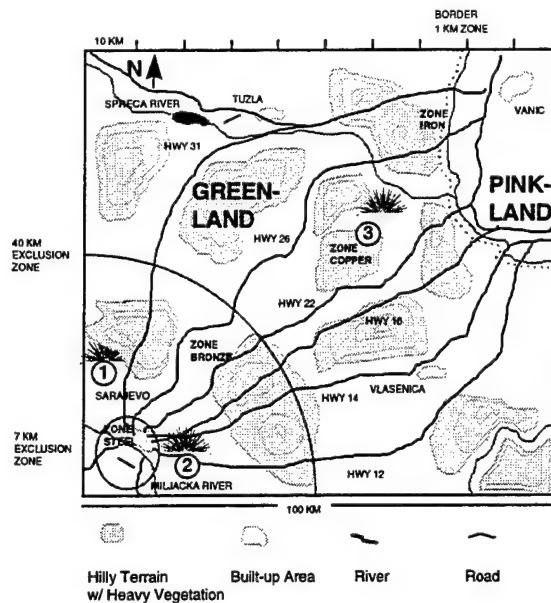 BORDER
1 KM ZONE
10 KM
N
SPRECA RIVER
TUZLA
ZONE
IRON
VANIC
HWY 31
GREEN-
LAND
PINK-
LAND
3
40 KM
EXCLUSION
ZONE
HWY 26
ZONE
COPPER
HWY 22
HWY 16
ZONE
BRONZE
1
SARAJEVO
VLASENICA
HWY 14
7 KM
EXCLUSION
ZONE
ZONE
STEEL
2
HWY 12
MILJACKA RIVER
100 KM
Hilly Terrain
w/ Heavy Vegetation
Built-up Area
River
Road